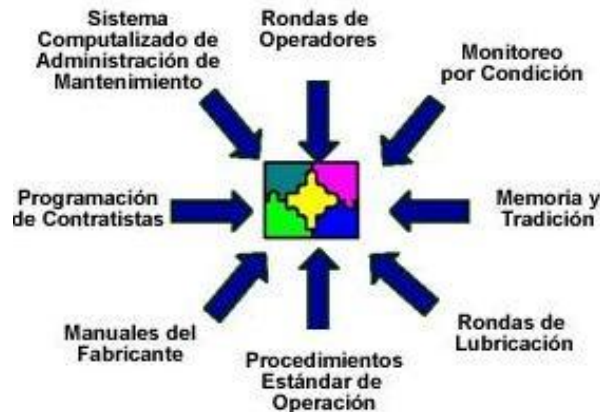 Sistema
Computalizado de
Administración de
Mantenimiento
Rondas de
Operadores
Monitoreo
por Condición
Programación
de Contratistas
Memoria y
Tradición
Manuales del
Fabricante
Procedimientos
Estándar de
Operación
Rondas de
Lubricación